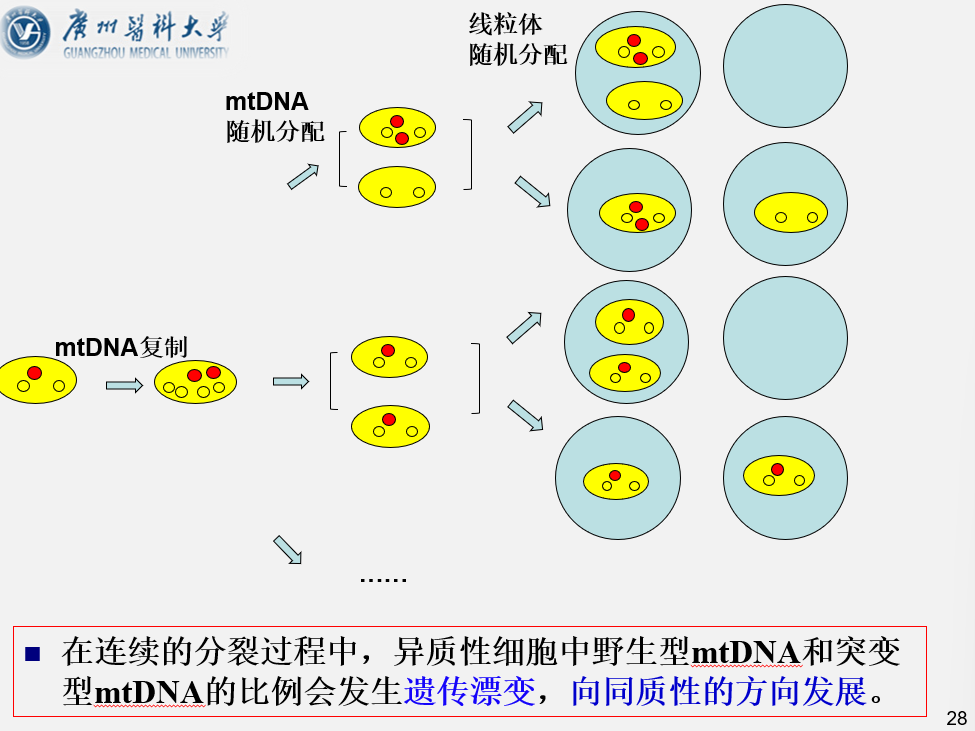 廣州醫科大學
GUANGZHOU MEDICAL UNIVERSITY
线粒体
随机分配
mtDNA
随机分配
mtDNA复制
……
在连续的分裂过程中，异质性细胞中野生型mtDNA和突变
型mtDNA的比例会发生遗传漂变，向同质性的方向发展。
28